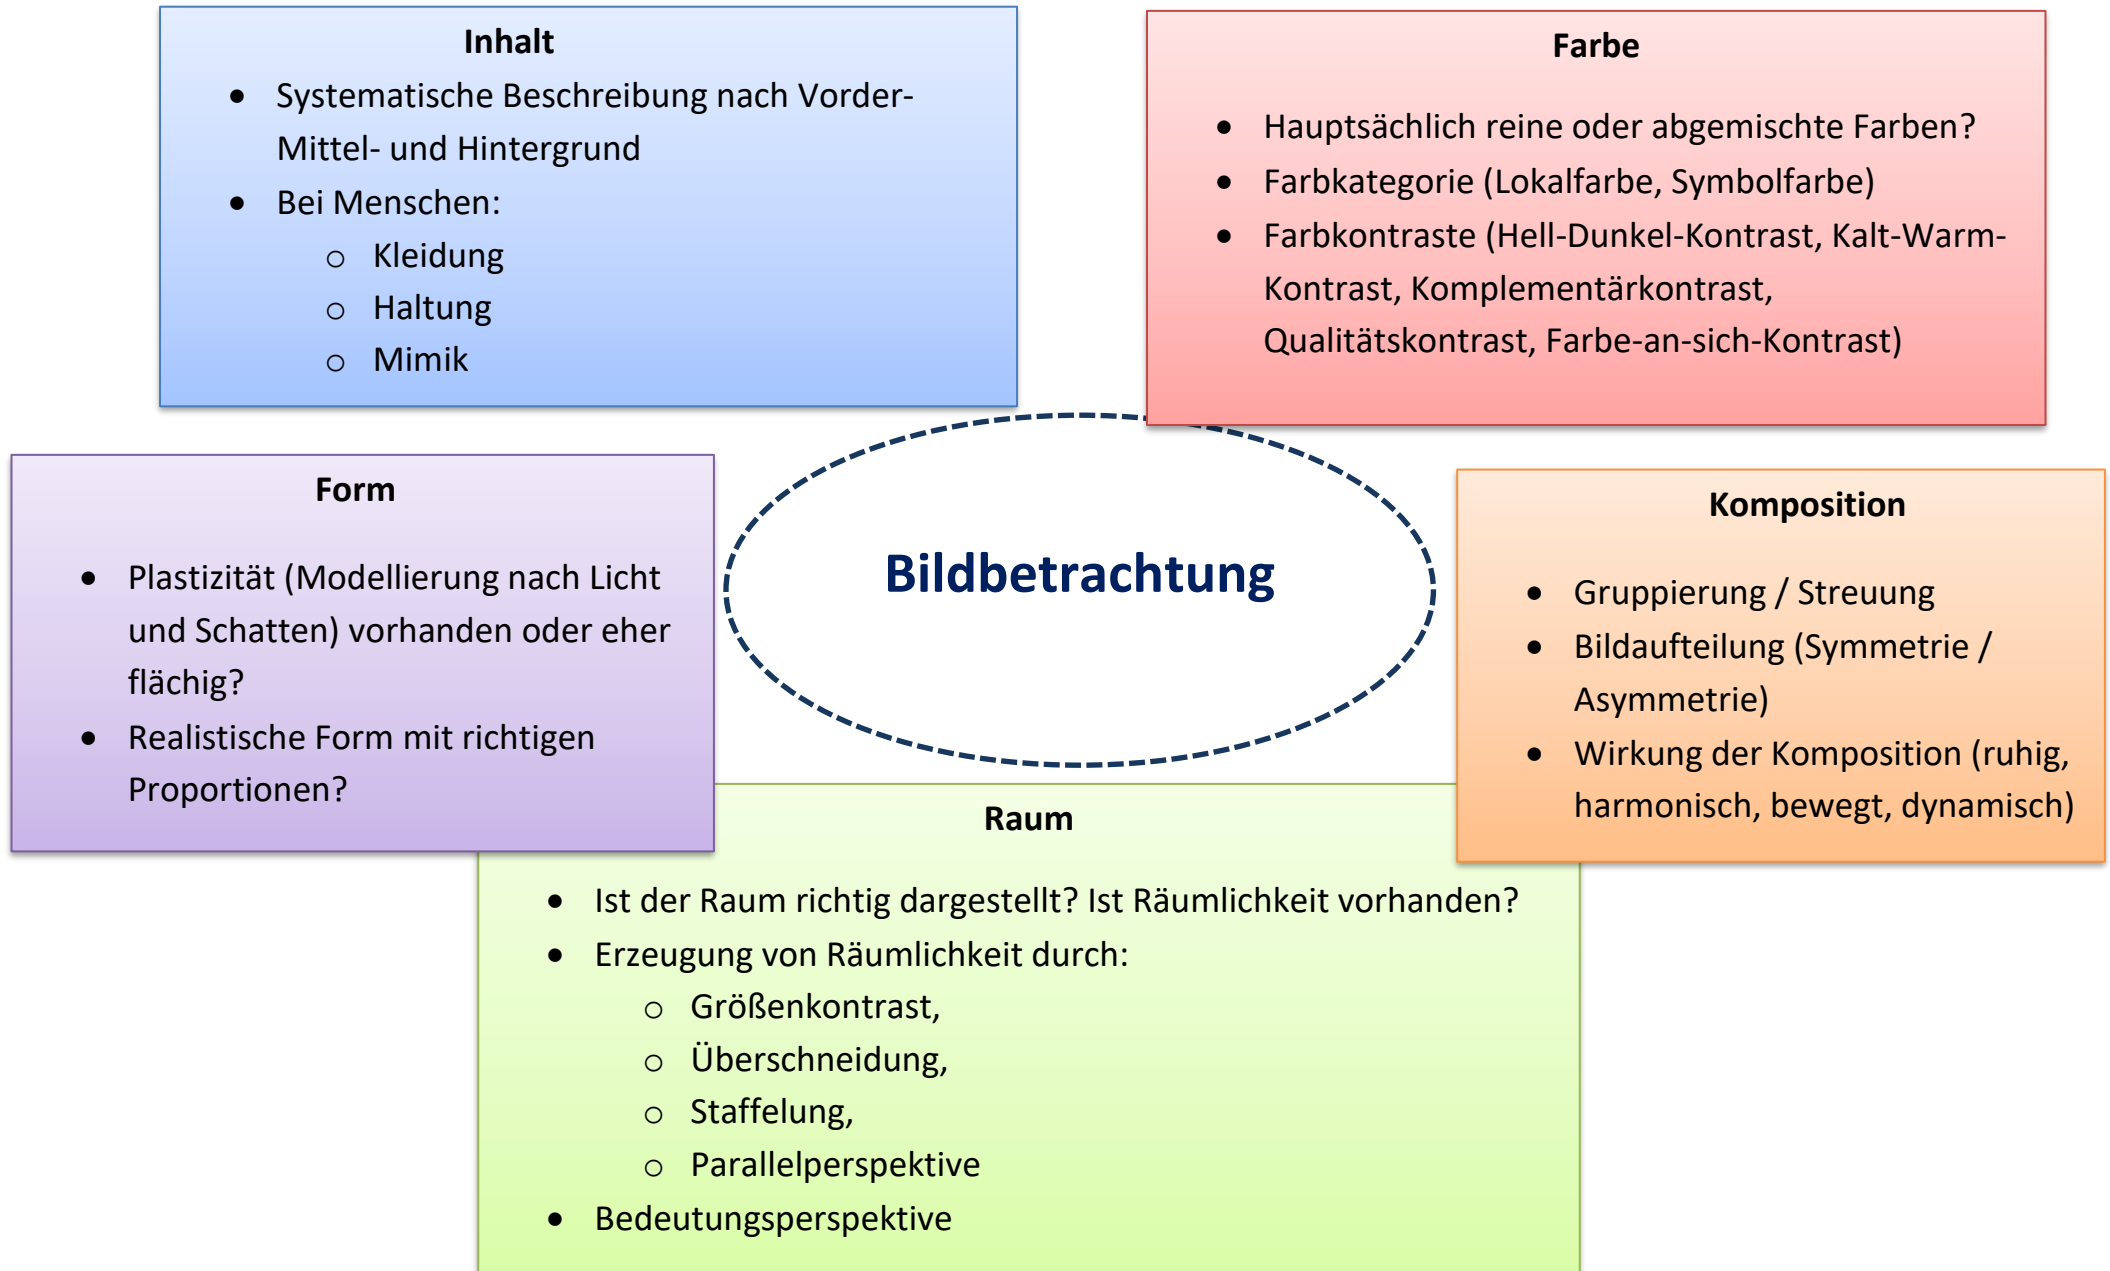 Inhalt
• Systematische Beschreibung nach Vorder-
Mittel- und Hintergrund
• Bei Menschen:
o Kleidung
o Haltung
o Mimik
Farbe
• Hauptsächlich reine oder abgemischte Farben?
• Farbkategorie (Lokalfarbe, Symbolfarbe)
• Farbkontraste (Hell-Dunkel-Kontrast, Kalt-Warm-
Kontrast, Komplementärkontrast,
Qualitätskontrast, Farbe-an-sich-Kontrast)
Form
• Plastizität (Modellierung nach Licht
und Schatten) vorhanden oder eher
flächig?
• Realistische Form mit richtigen
Proportionen?
Bildbetrachtung
Komposition
• Gruppierung / Streuung
• Bildaufteilung (Symmetrie /
Asymmetrie)
• Wirkung der Komposition (ruhig,
harmonisch, bewegt, dynamisch)
Raum
• Ist der Raum richtig dargestellt? Ist Räumlichkeit vorhanden?
• Erzeugung von Räumlichkeit durch:
o Größenkontrast,
o Überschneidung,
o Staffelung,
o Parallelperspektive
• Bedeutungsperspektive